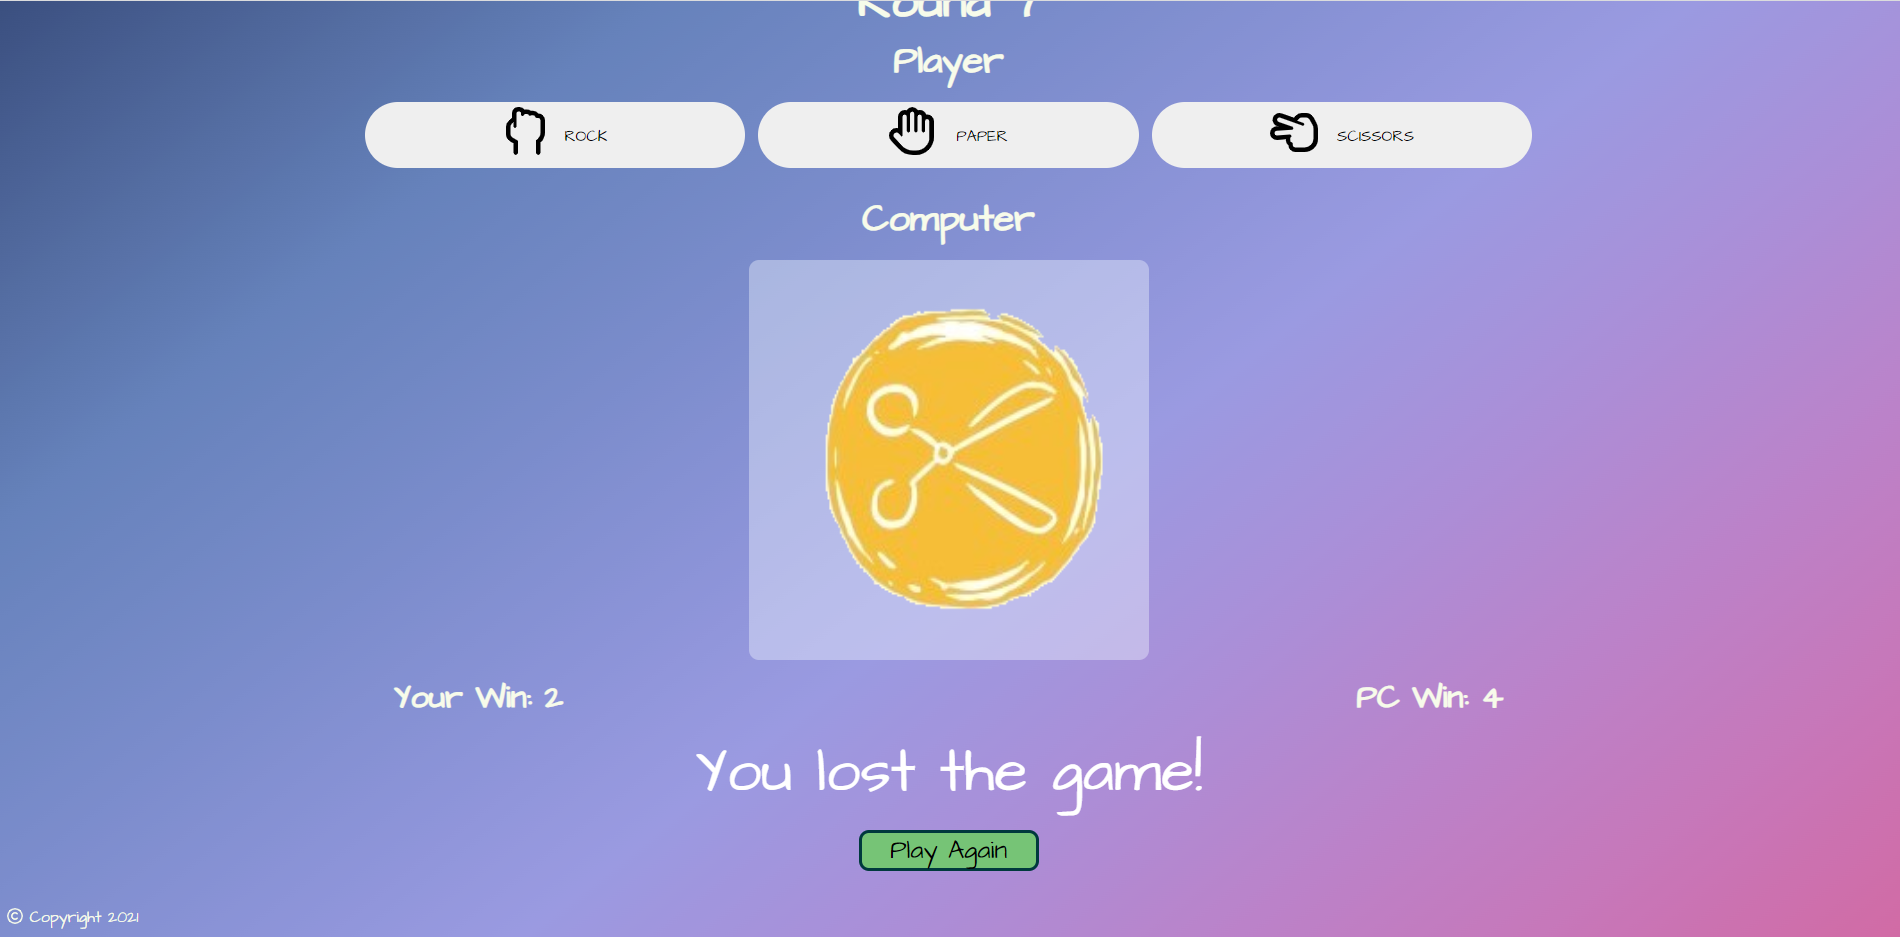 Round 7
Player
ROCK
PAPER
SCISSORS
Computer
Your Win: 2
PC Win: 4
You lost the game!
Play Again
© Copyright 2021